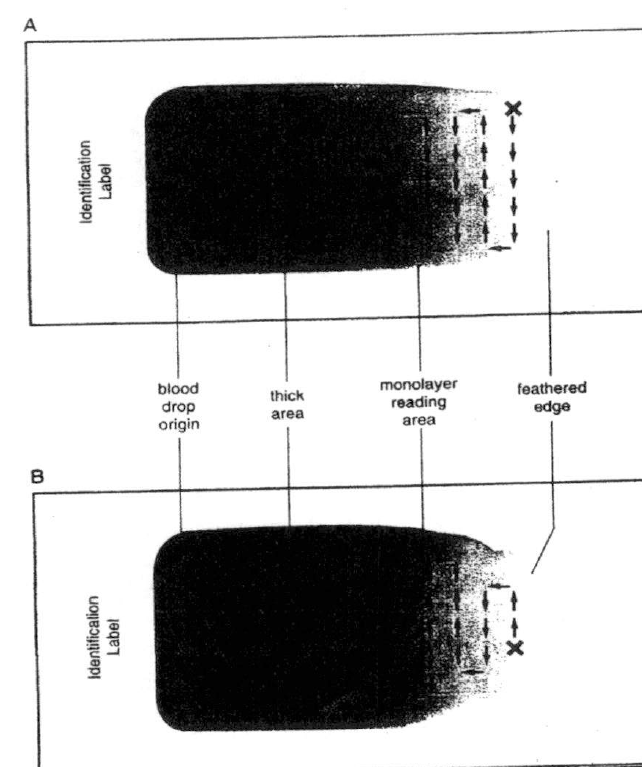 A
Identification
Label
blood
drop
origin
thick
area
monolayer
reading
area
feathered
edge
B
Identification
Label